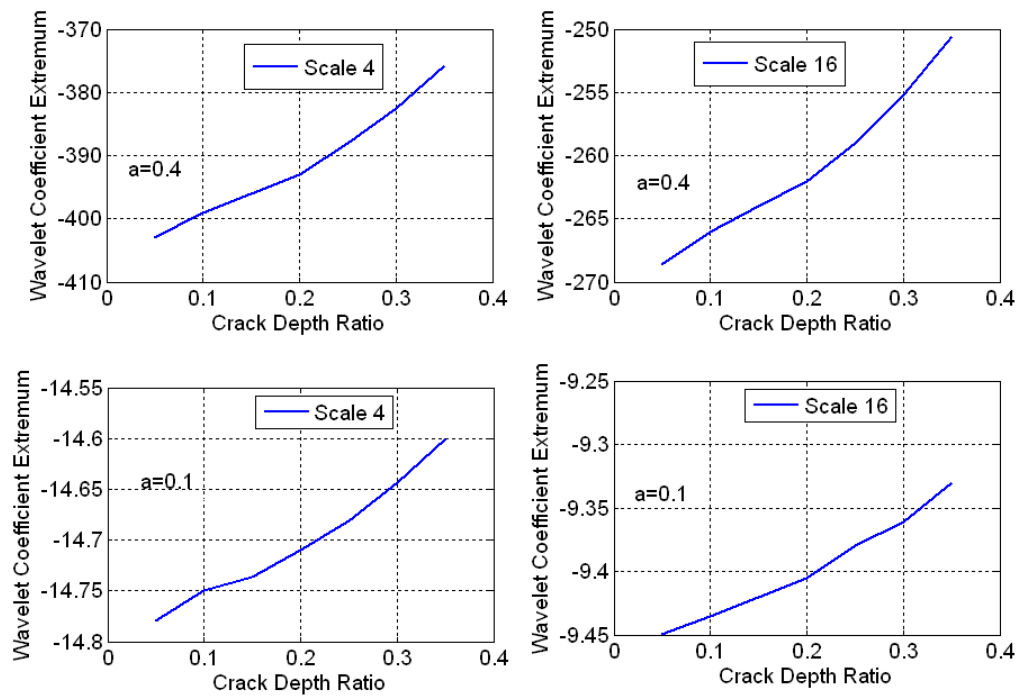 -370
-380
-390
-400
-410
Wavelet Coefficient Extremum
Scale 4
a=0.4
0 0.1 0.2 0.3 0.4
Crack Depth Ratio
-250
-255
-260
-265
-270
Wavelet Coefficient Extremum
Scale 16
a=0.4
0 0.1 0.2 0.3 0.4
Crack Depth Ratio
-14.55
-14.6
-14.65
-14.7
-14.75
-14.8
Wavelet Coefficient Extremum
Scale 4
a=0.1
0 0.1 0.2 0.3 0.4
Crack Depth Ratio
-9.25
-9.3
-9.35
-9.4
-9.45
Wavelet Coefficient Extremum
Scale 16
a=0.1
0 0.1 0.2 0.3 0.4
Crack Depth Ratio